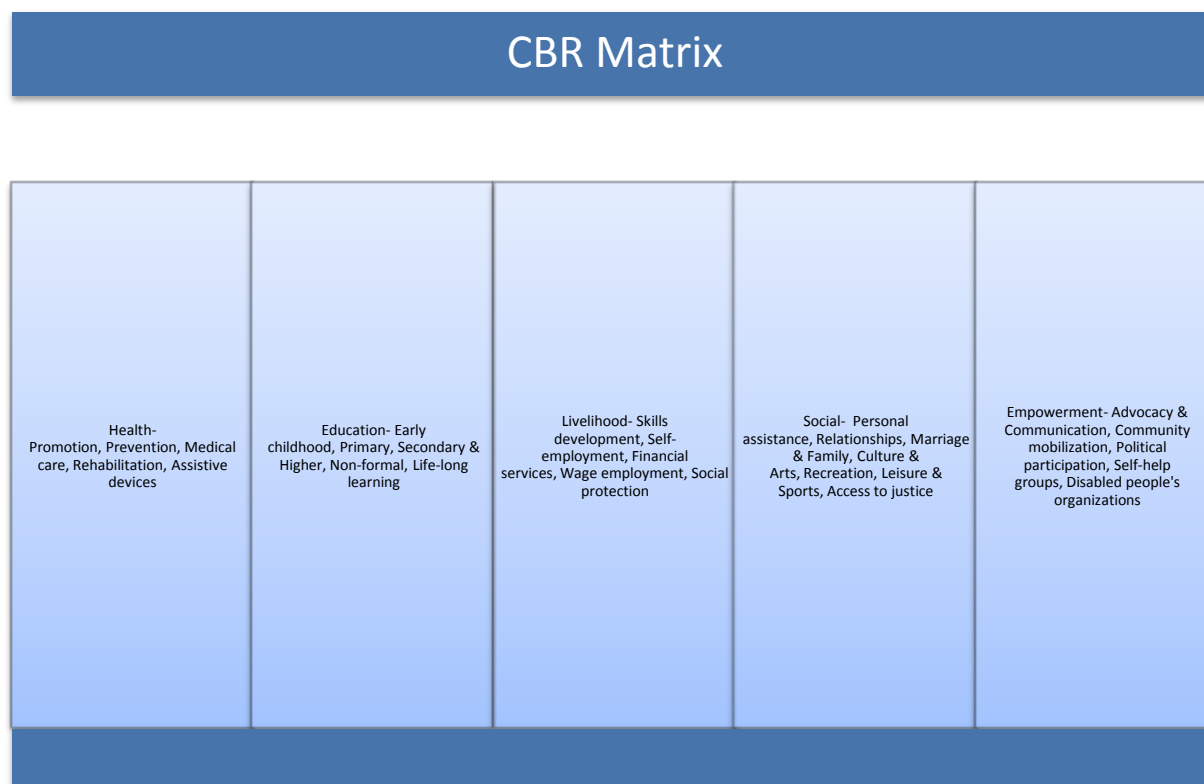 CBR Matrix
Health-
Promotion, Prevention, Medical
care, Rehabilitation, Assistive
devices
Education- Early
childhood, Primary, Secondary &
Higher, Non-formal, Life-long
learning
Livelihood- Skills
development, Self-
employment, Financial
services, Wage employment, Social
protection
Social-  Personal
assistance, Relationships, Marriage
& Family, Culture &
Arts, Recreation, Leisure &
Sports, Access to justice
Empowerment- Advocacy &
Communication, Community
mobilization, Political
participation, Self-help
groups, Disabled people's
organizations